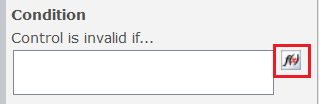 Condition
Control is invalid if...